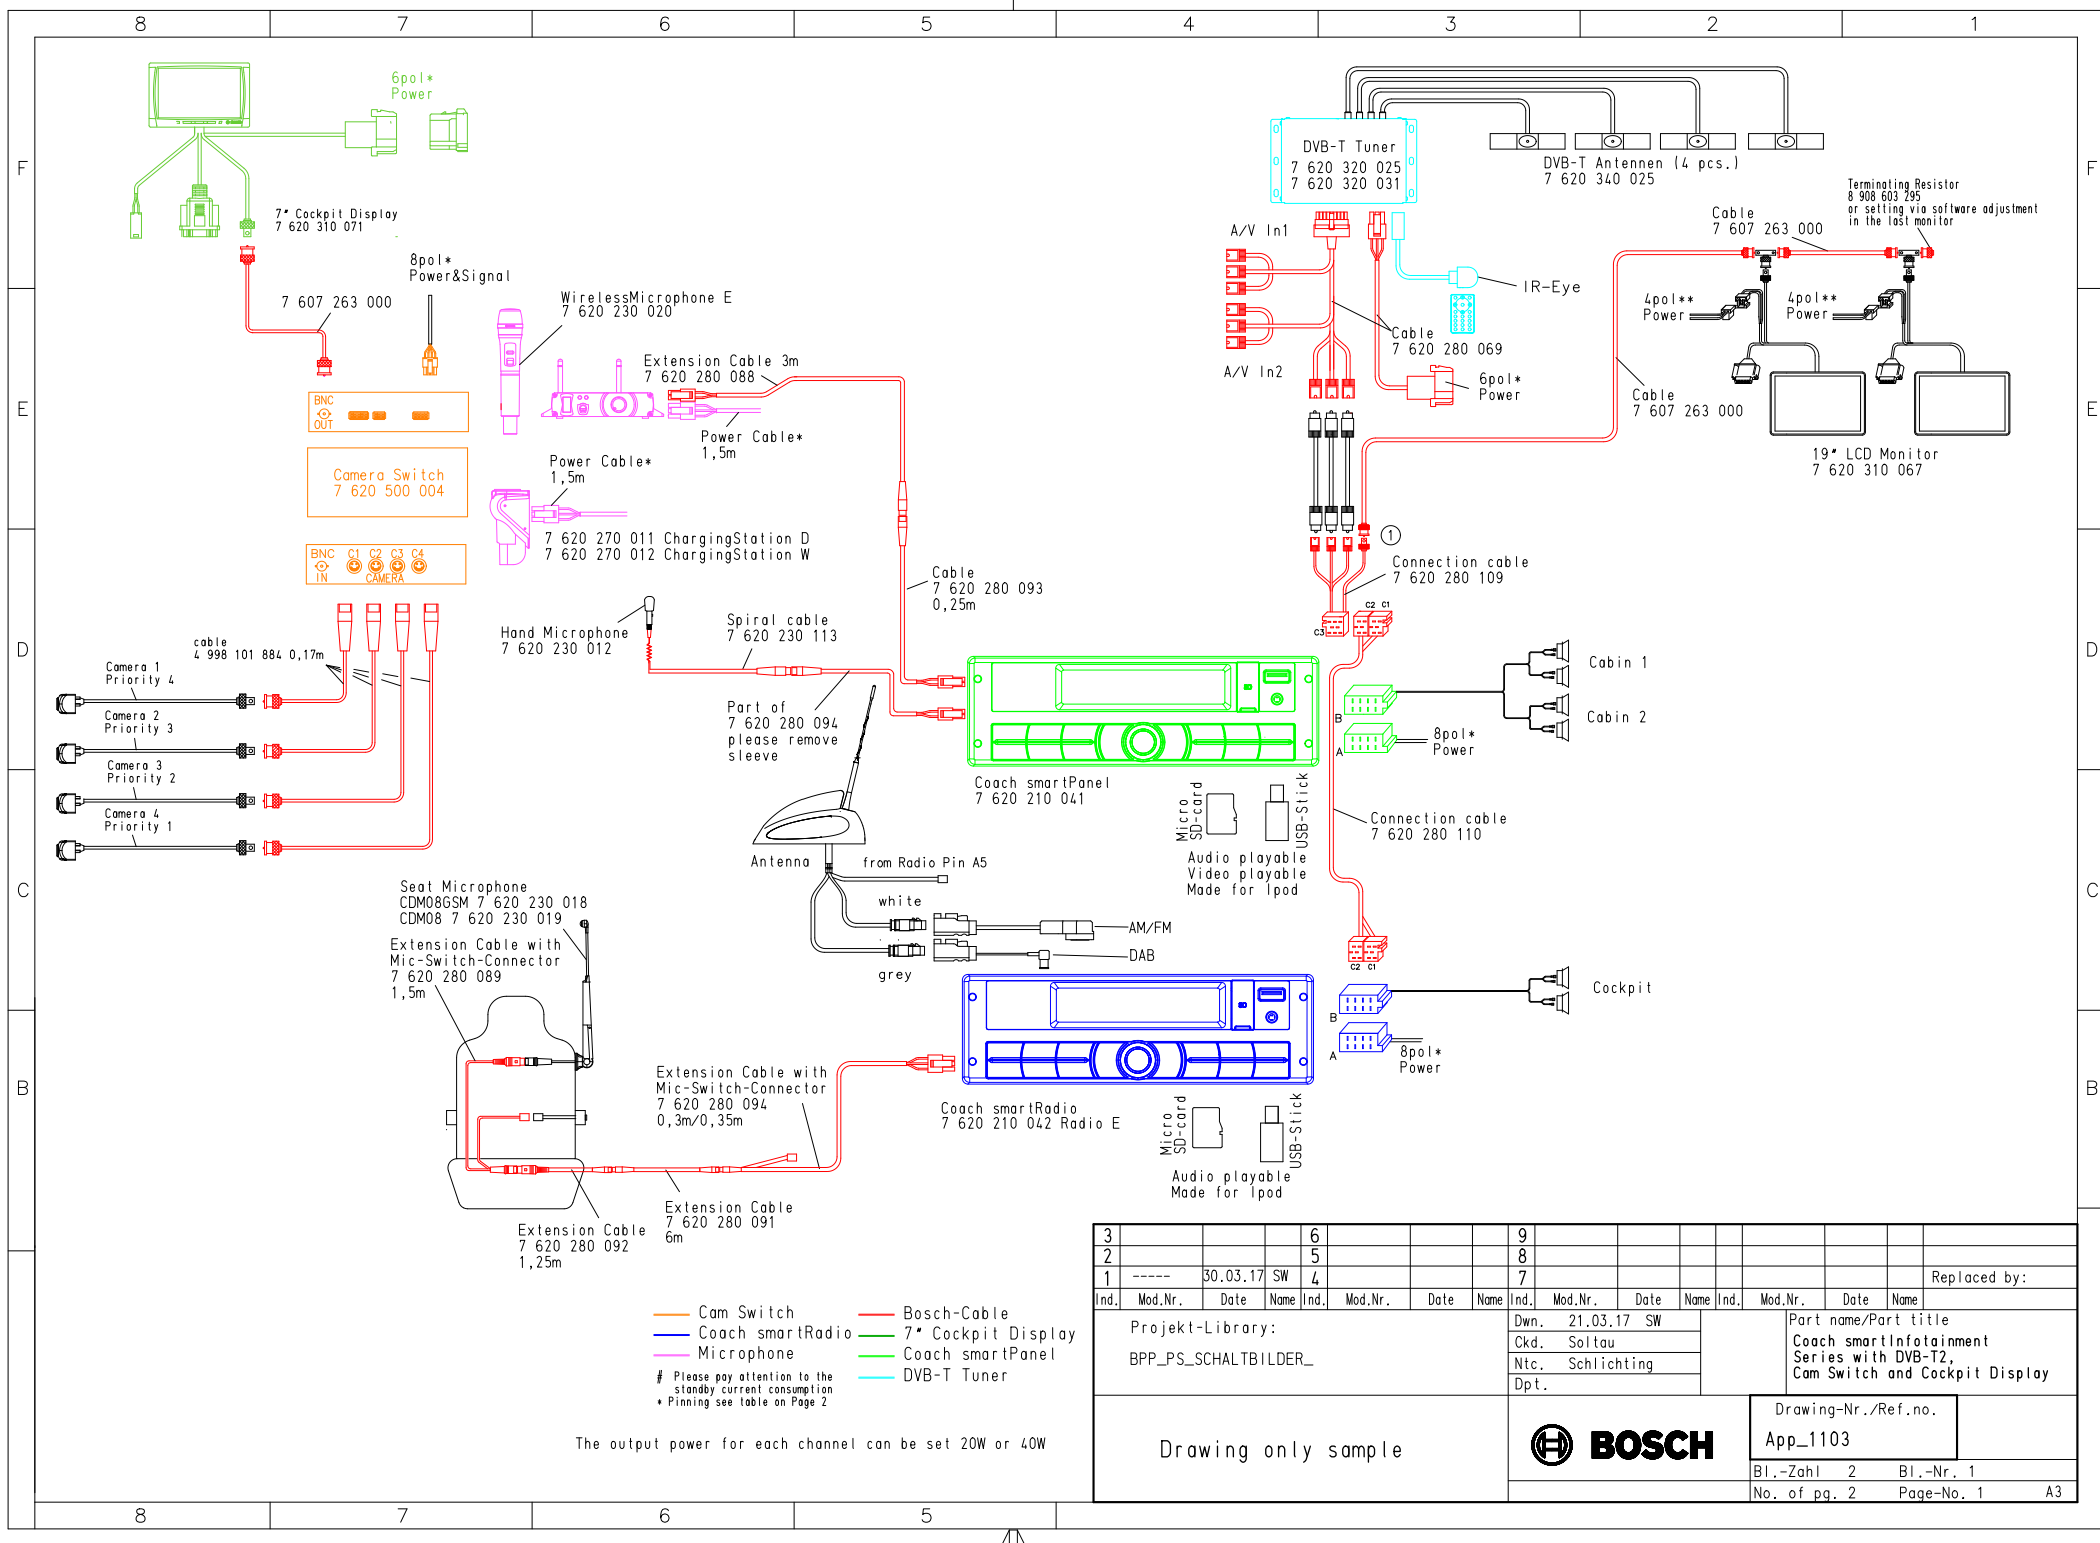 8 7 6 5 4 3 2 1
F
E
D
C
B
F
E
D
C
B
6pol*
Power
7" Cockpit Display
7 620 310 071
8pol*
Power&Signal
7 607 263 000
BNC
OUT
Camera Switch
7 620 500 004
BNC C1 C2 C3 C4
IN CAMERA
cable
4 998 101 884 0,17m
Camera 1
Priority 4
Camera 2
Priority 3
Camera 3
Priority 2
Camera 4
Priority 1
WirelessMicrophone E
7 620 230 020
Extension Cable 3m
7 620 280 088
Power Cable*
1,5m
Power Cable*
1,5m
7 620 270 011 ChargingStation D
7 620 270 012 ChargingStation W
Cable
7 620 280 093
0,25m
Hand Microphone
7 620 230 012
Spiral cable
7 620 230 113
Part of
7 620 280 094
please remove
sleeve
Antenna
from Radio Pin A5
white
grey
AM/FM
DAB
Seat Microphone
CDM08GSM 7 620 230 018
CDM08 7 620 230 019
Extension Cable with
Mic-Switch-Connector
7 620 280 089
1,5m
Extension Cable with
Mic-Switch-Connector
7 620 280 094
0,3m/0,35m
Extension Cable
7 620 280 091
6m
Extension Cable
7 620 280 092
1,25m
DVB-T Tuner
7 620 320 025
7 620 320 031
DVB-T Antennen (4 pcs.)
7 620 340 025
A/V In1
A/V In2
IR-Eye
Cable
7 620 280 069
6pol*
Power
Cable
7 607 263 000
Terminating Resistor
8 908 603 295
or setting via software adjustment
in the last monitor
4pol**
Power
4pol**
Power
Cable
7 607 263 000
19" LCD Monitor
7 620 310 067
1
Connection cable
7 620 280 109
C3
C2 C1
Cabin 1
Cabin 2
B
A
8pol*
Power
Coach smartPanel
7 620 210 041
Micro
SD-card
USB-Stick
Audio playable
Video playable
Made for Ipod
Connection cable
7 620 280 110
C2 C1
Cockpit
B
A
8pol*
Power
Coach smartRadio
7 620 210 042 Radio E
Micro
SD-card
USB-Stick
Audio playable
Made for Ipod
Cam Switch
Coach smartRadio
Microphone
Bosch-Cable
7" Cockpit Display
Coach smartPanel
DVB-T Tuner
# Please pay attention to the
standby current consumption
* Pinning see table on Page 2
The output power for each channel can be set 20W or 40W
3 6 9
2 5 8
1 ----- 30.03.17 SW 4 7 Replaced by:
Ind. Mod.Nr. Date Name Ind. Mod.Nr. Date Name Ind. Mod.Nr. Date Name Ind. Mod.Nr. Date Name
Projekt-Library:
BPP_PS_SCHALTBILDER_
Dwn. 21.03.17 SW
Ckd. Soltau
Ntc. Schlichting
Dpt.
Part name/Part title
Coach smartInfotainment
Series with DVB-T2,
Cam Switch and Cockpit Display
Drawing only sample
BOSCH
Drawing-Nr./Ref.no.
App_1103
Bl.-Zahl 2 Bl.-Nr. 1
No. of pg. 2 Page-No. 1 A3
8 7 6 5